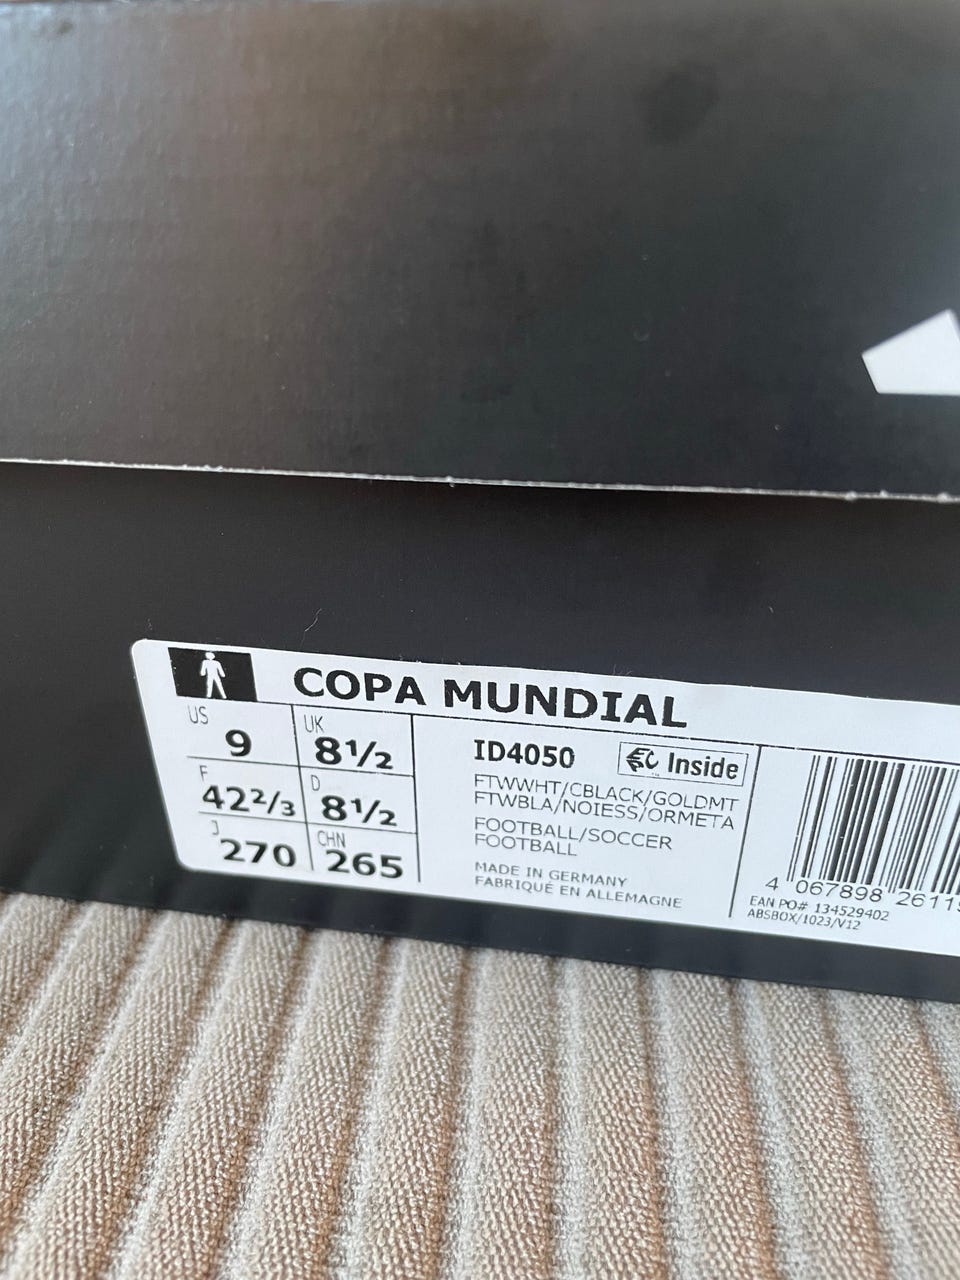 COPA MUNDIAL
US 9
UK 8½
F 42⅔
D 8½
J 270
CHN 265
ID4050
Inside
FTWWHT/CBLACK/GOLDMT
FTWBLA/NOIESS/ORMETA
FOOTBALL/SOCCER
FOOTBALL
MADE IN GERMANY
FABRIQUÉ EN ALLEMAGNE
4 067898 26119
EAN PO# 134529402
ABSBOX/1023/V12